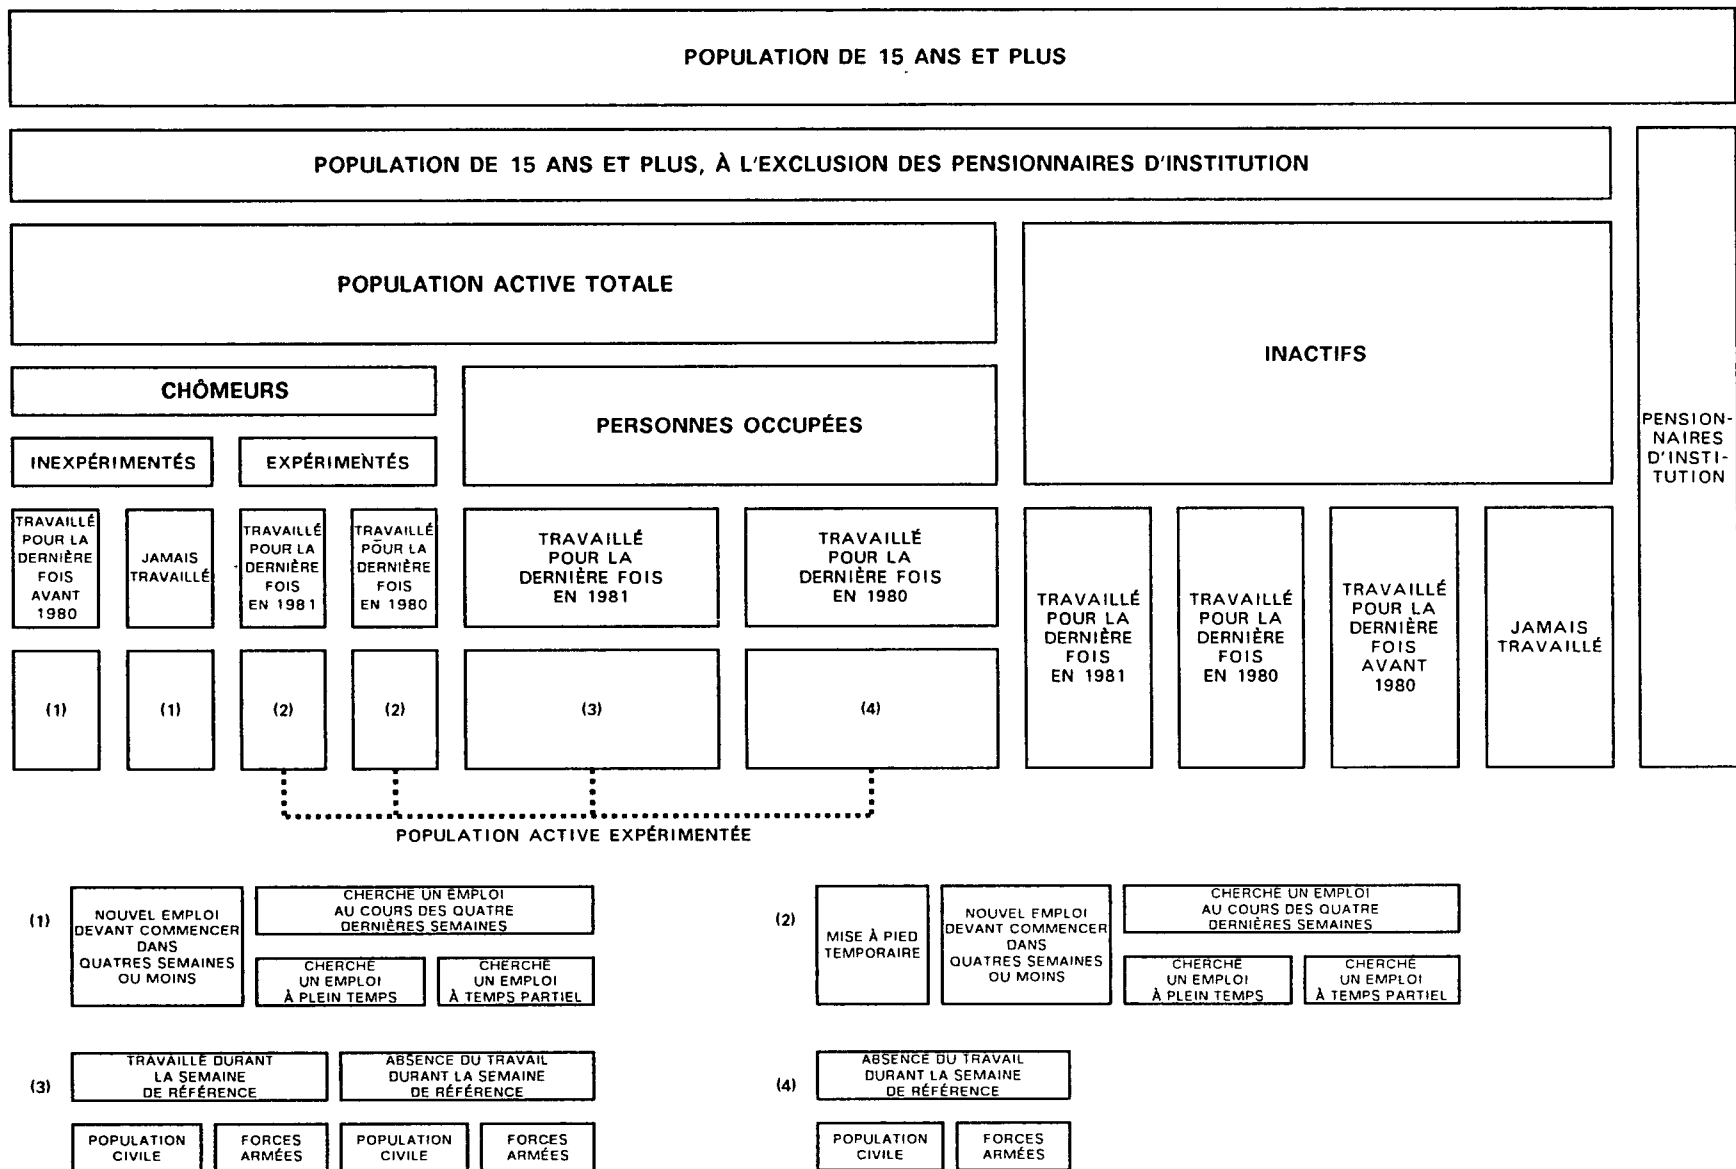 POPULATION DE 15 ANS ET PLUS
POPULATION DE 15 ANS ET PLUS, À L'EXCLUSION DES PENSIONNAIRES D'INSTITUTION
POPULATION ACTIVE TOTALE
INACTIFS
PENSION-
NAIRES
D'INSTI-
TUTION
CHÔMEURS
PERSONNES OCCUPÉES
INEXPÉRIMENTÉS
EXPÉRIMENTÉS
TRAVAILLÉ
POUR LA
DERNIÈRE
FOIS
AVANT
1980
JAMAIS
TRAVAILLÉ
TRAVAILLÉ
POUR LA
DERNIÈRE
FOIS
EN 1981
TRAVAILLÉ
POUR LA
DERNIÈRE
FOIS
EN 1980
TRAVAILLÉ
POUR LA
DERNIÈRE FOIS
EN 1981
TRAVAILLÉ
POUR LA
DERNIÈRE FOIS
EN 1980
TRAVAILLÉ
POUR LA
DERNIÈRE
FOIS
EN 1981
TRAVAILLÉ
POUR LA
DERNIÈRE
FOIS
EN 1980
TRAVAILLÉ
POUR LA
DERNIÈRE
FOIS
AVANT
1980
JAMAIS
TRAVAILLÉ
(1)
(1)
(2)
(2)
(3)
(4)
POPULATION ACTIVE EXPÉRIMENTÉE
(1)
NOUVEL EMPLOI
DEVANT COMMENCER
DANS
QUATRES SEMAINES
OU MOINS
CHERCHÉ UN EMPLOI
AU COURS DES QUATRE
DERNIÈRES SEMAINES
CHERCHÉ
UN EMPLOI
À PLEIN TEMPS
CHERCHÉ
UN EMPLOI
À TEMPS PARTIEL
(2)
MISE À PIED
TEMPORAIRE
NOUVEL EMPLOI
DEVANT COMMENCER
DANS
QUATRES SEMAINES
OU MOINS
CHERCHÉ UN EMPLOI
AU COURS DES QUATRE
DERNIÈRES SEMAINES
CHERCHÉ
UN EMPLOI
À PLEIN TEMPS
CHERCHÉ
UN EMPLOI
À TEMPS PARTIEL
(3)
TRAVAILLÉ DURANT
LA SEMAINE
DE RÉFÉRENCE
ABSENCE DU TRAVAIL
DURANT LA SEMAINE
DE RÉFÉRENCE
POPULATION
CIVILE
FORCES
ARMÉES
POPULATION
CIVILE
FORCES
ARMÉES
(4)
ABSENCE DU TRAVAIL
DURANT LA SEMAINE
DE RÉFÉRENCE
POPULATION
CIVILE
FORCES
ARMÉES